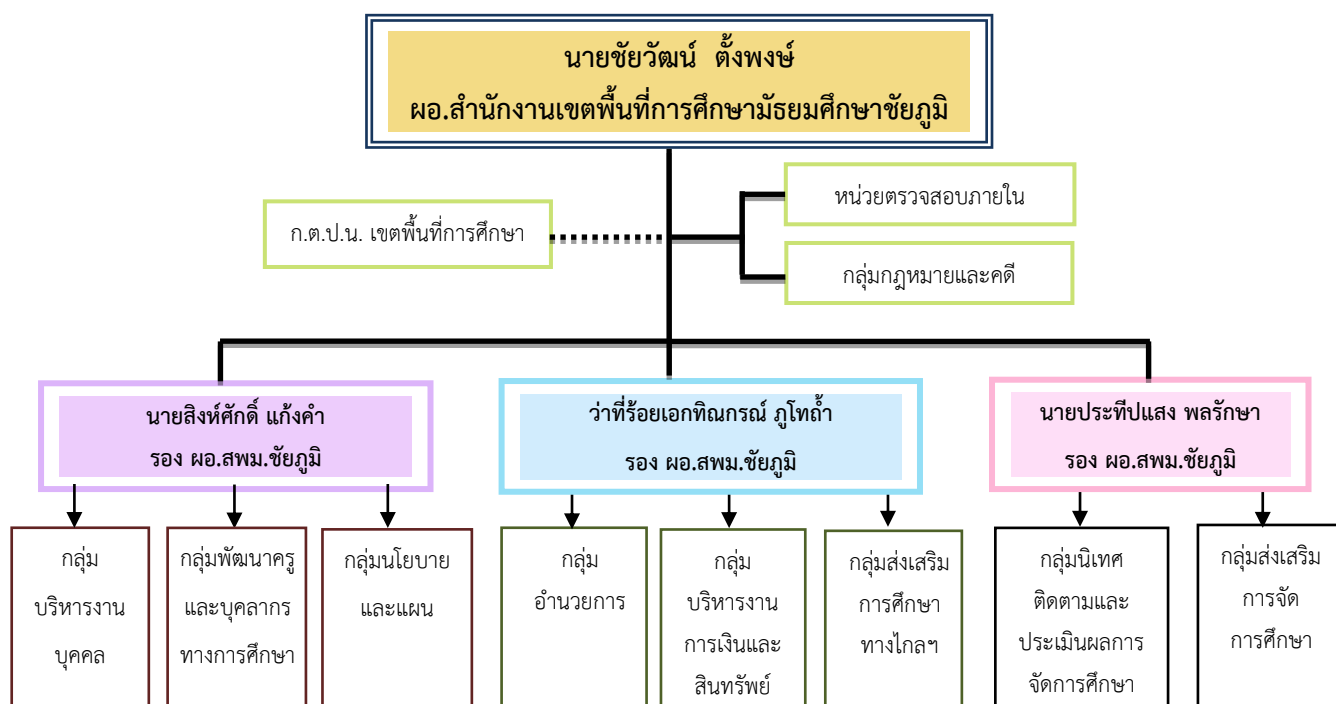 นายชัยวัฒน์ ตั้งพงษ์
ผอ.สำนักงานเขตพื้นที่การศึกษามัธยมศึกษาชัยภูมิ
หน่วยตรวจสอบภายใน
ก.ต.ป.น. เขตพื้นที่การศึกษา
กลุ่มกฎหมายและคดี
นายสิงห์ศักดิ์ แก้งคำ
รอง ผอ.สพม.ชัยภูมิ
ว่าที่ร้อยเอกทิณกรณ์ ภูโทถ้ำ
รอง ผอ.สพม.ชัยภูมิ
นายประทีปแสง พลรักษา
รอง ผอ.สพม.ชัยภูมิ
กลุ่ม
บริหารงาน
บุคคล
กลุ่มพัฒนาครู
และบุคลากร
ทางการศึกษา
กลุ่มนโยบาย
และแผน
กลุ่ม
อำนวยการ
กลุ่ม
บริหารงาน
การเงินและ
สินทรัพย์
กลุ่มส่งเสริม
การศึกษา
ทางไกลฯ
กลุ่มนิเทศ
ติดตามและ
ประเมินผลการ
จัดการศึกษา
กลุ่มส่งเสริม
การจัด
การศึกษา